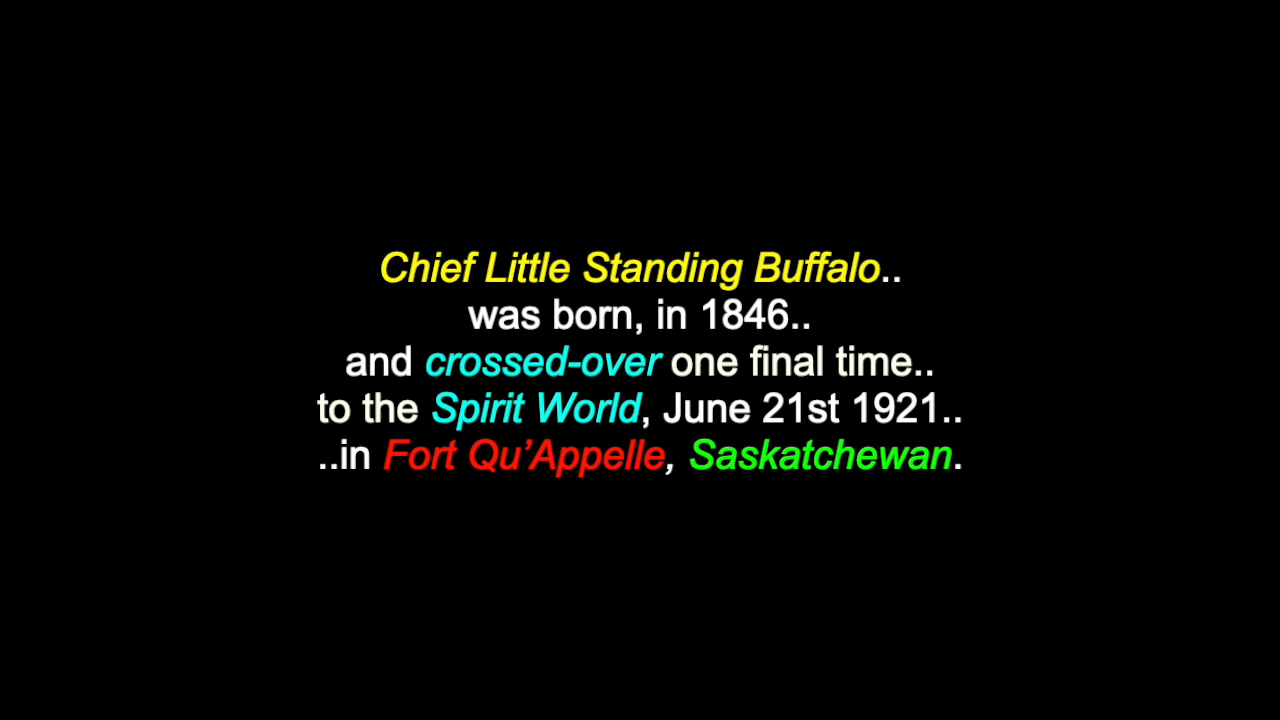 Chief Little Standing Buffalo..
was born, in 1846..
and crossed-over one final time..
to the Spirit World, June 21st 1921..
..in Fort Qu’Appelle, Saskatchewan.